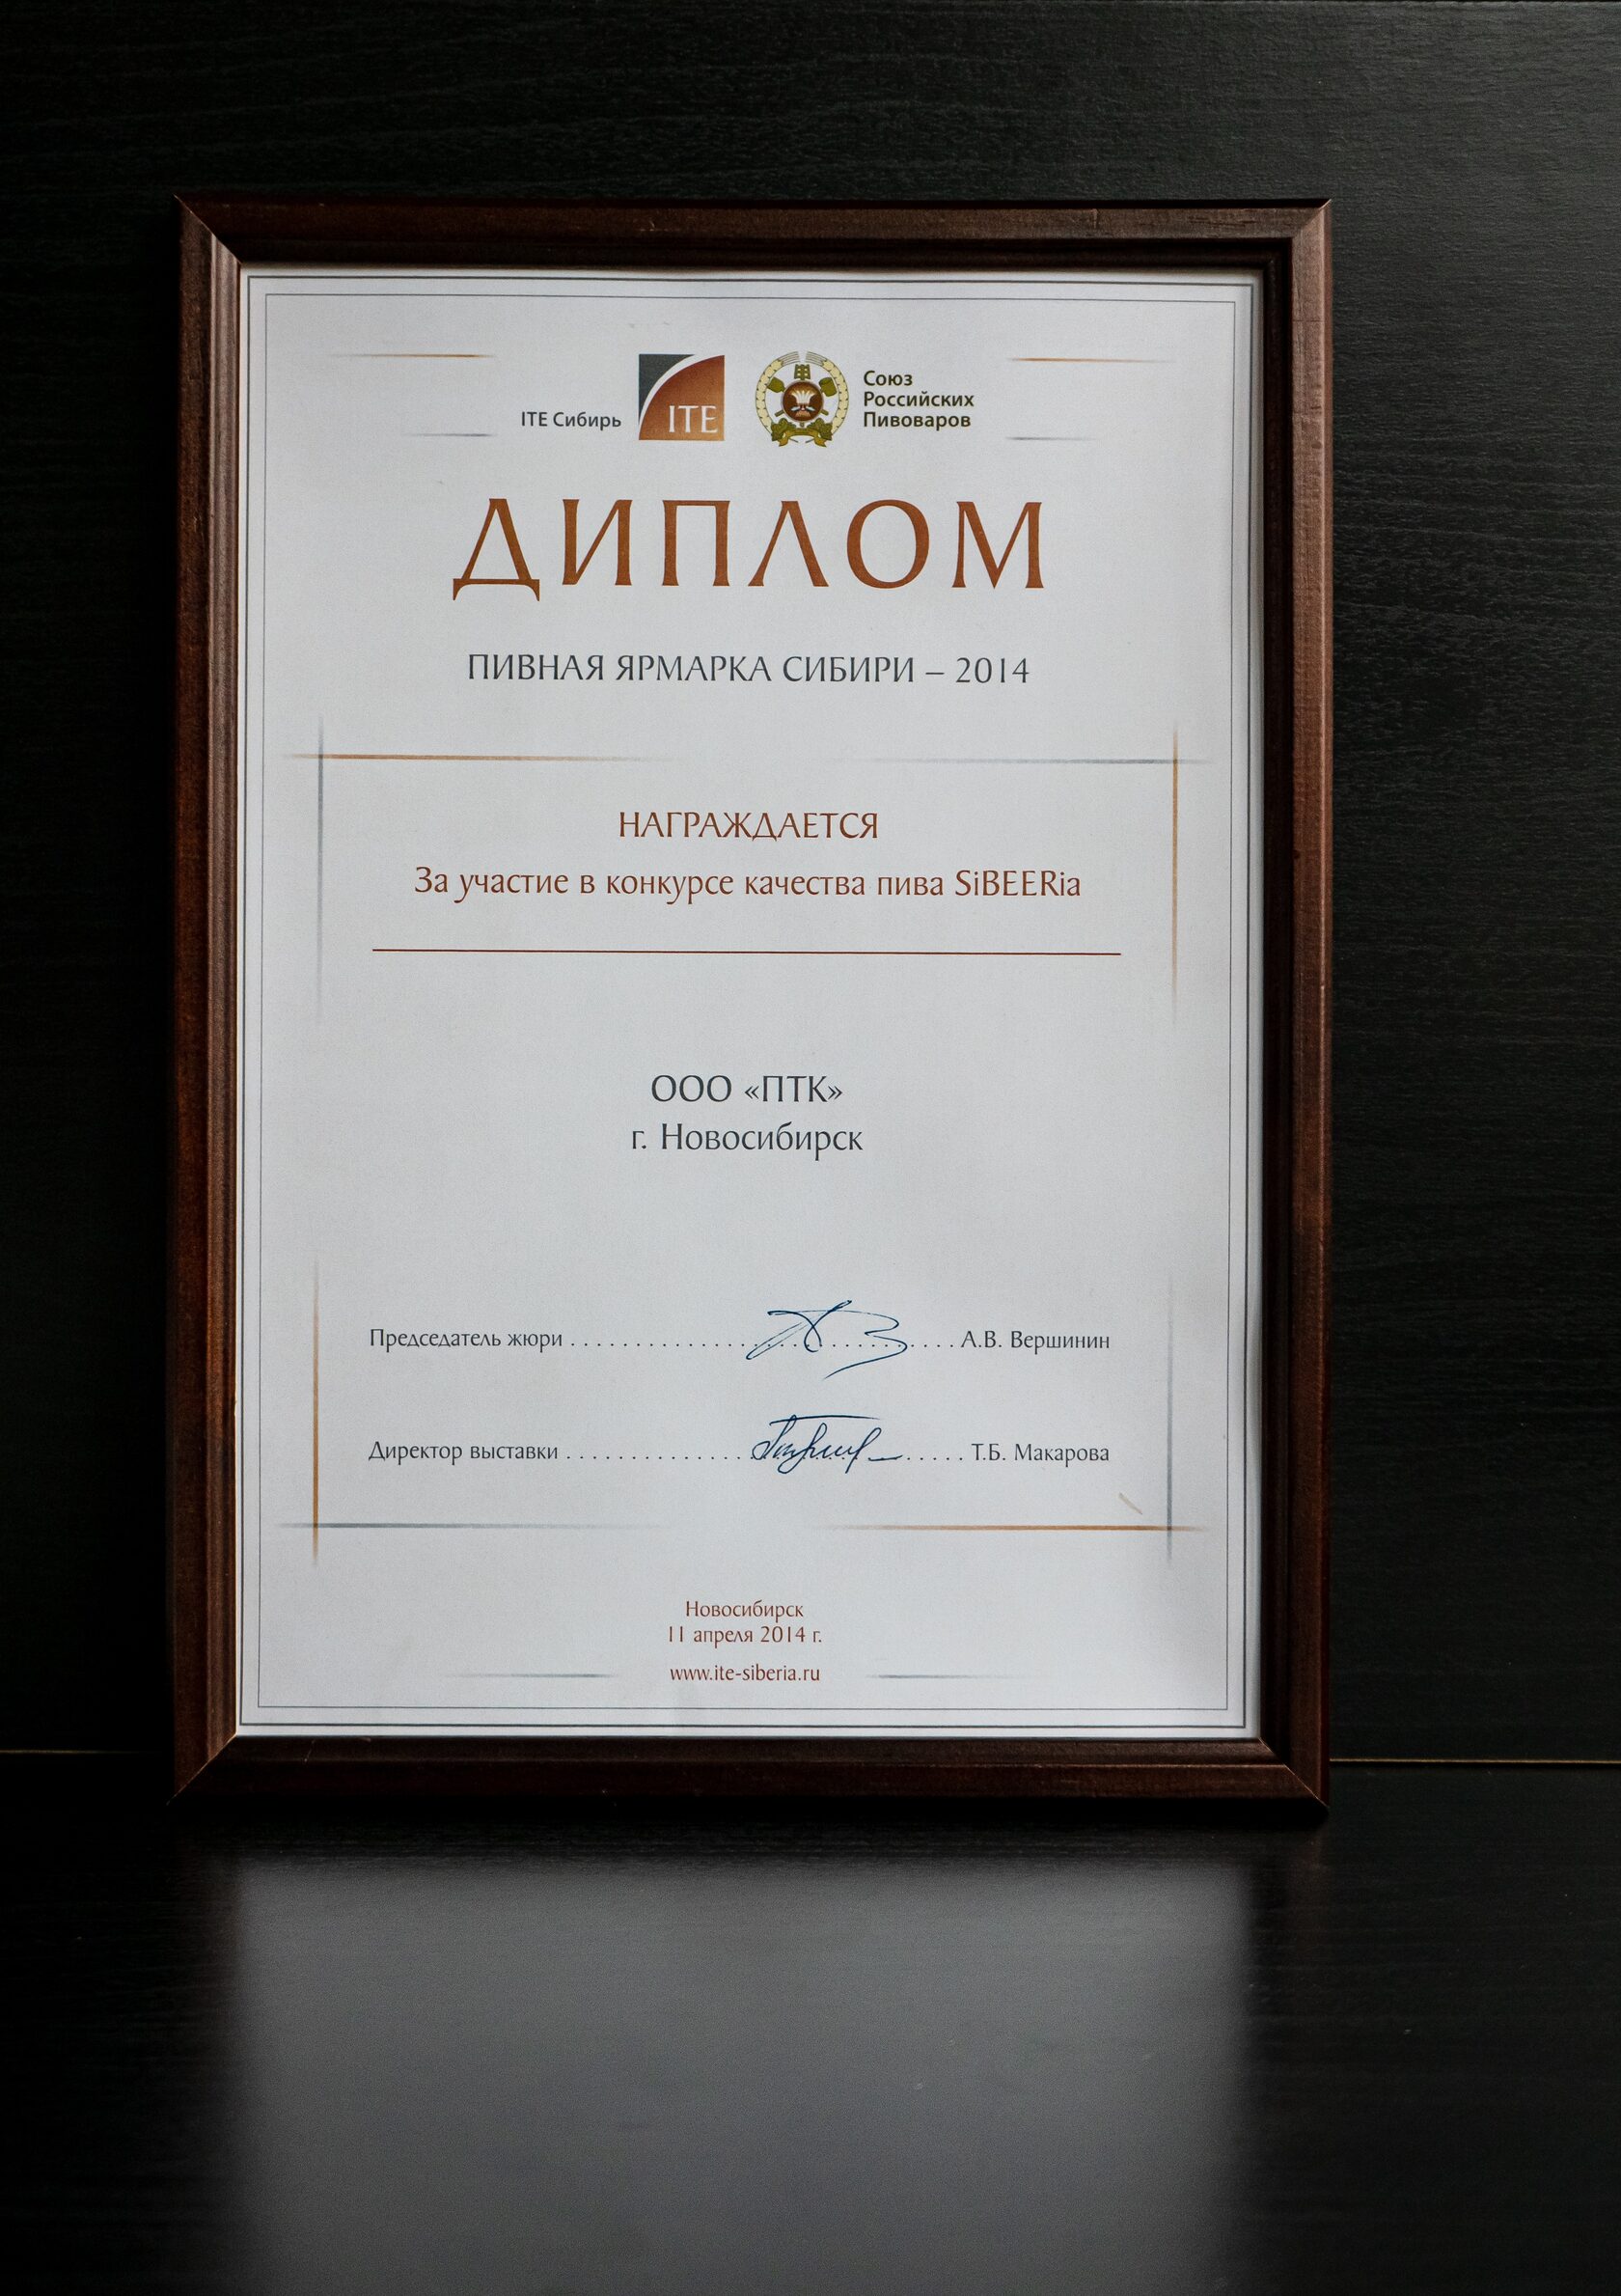 ITE Сибирь
ITE
Союз
Российских
Пивоваров
ДИПЛОМ
ПИВНАЯ ЯРМАРКА СИБИРИ – 2014
НАГРАЖДАЕТСЯ
За участие в конкурсе качества пива SiBEERia
ООО «ПТК»
г. Новосибирск
Председатель жюри .............................. А.В. Вершинин
Директор выставки .............................. Т.Б. Макарова
Новосибирск
11 апреля 2014 г.
www.ite-siberia.ru